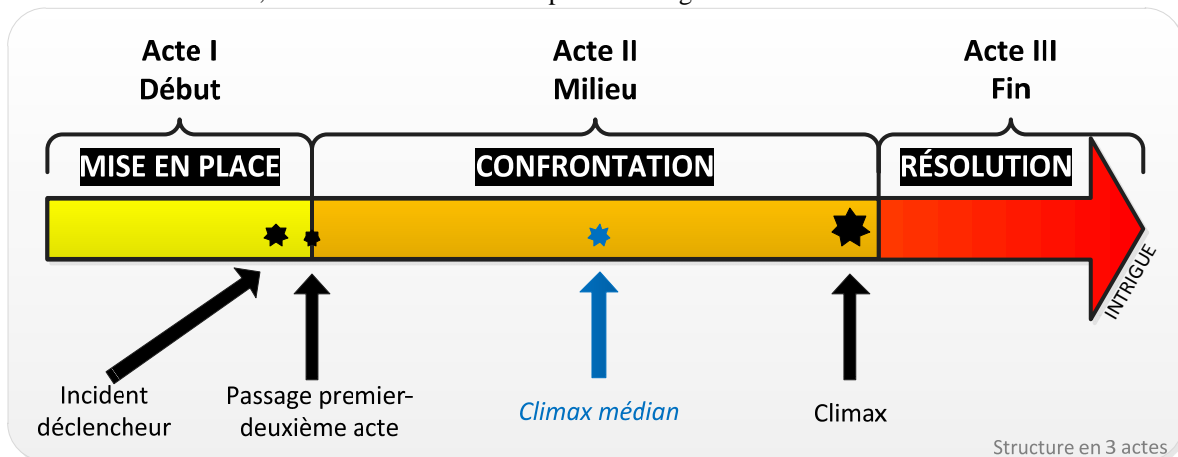 Acte I
Début
Acte II
Milieu
Acte III
Fin
MISE EN PLACE
CONFRONTATION
RÉSOLUTION
INTRIGUE
Incident
déclencheur
Passage premier-
deuxième acte
Climax médian
Climax
Structure en 3 actes